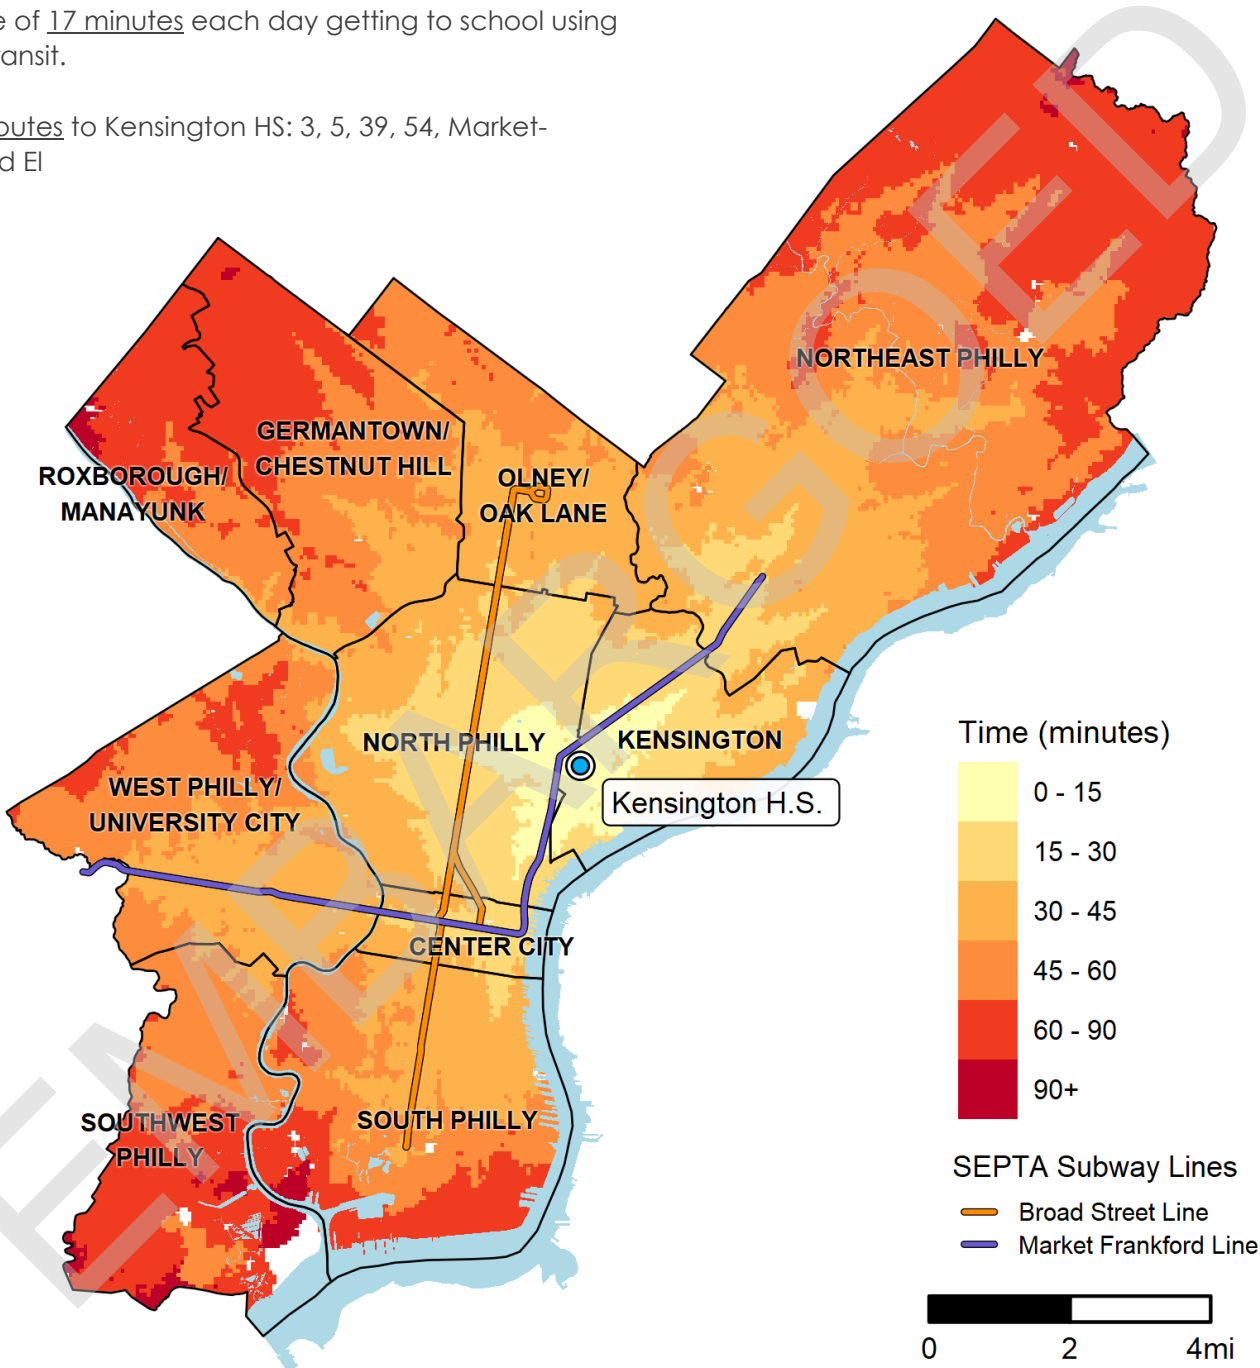 e of 17 minutes each day getting to school using
ransit.
outes to Kensington HS: 3, 5, 39, 54, Market-
d El
NORTHEAST PHILLY
GERMANTOWN/
CHESTNUT HILL
ROXBOROUGH/
MANAYUNK
OLNEY/
OAK LANE
NORTH PHILLY
KENSINGTON
Kensington H.S.
WEST PHILLY/
UNIVERSITY CITY
CENTER CITY
SOUTHWEST
PHILLY
SOUTH PHILLY
EMBARGOED
Time (minutes)
0 - 15
15 - 30
30 - 45
45 - 60
60 - 90
90+
SEPTA Subway Lines
Broad Street Line
Market Frankford Line
0 2 4mi